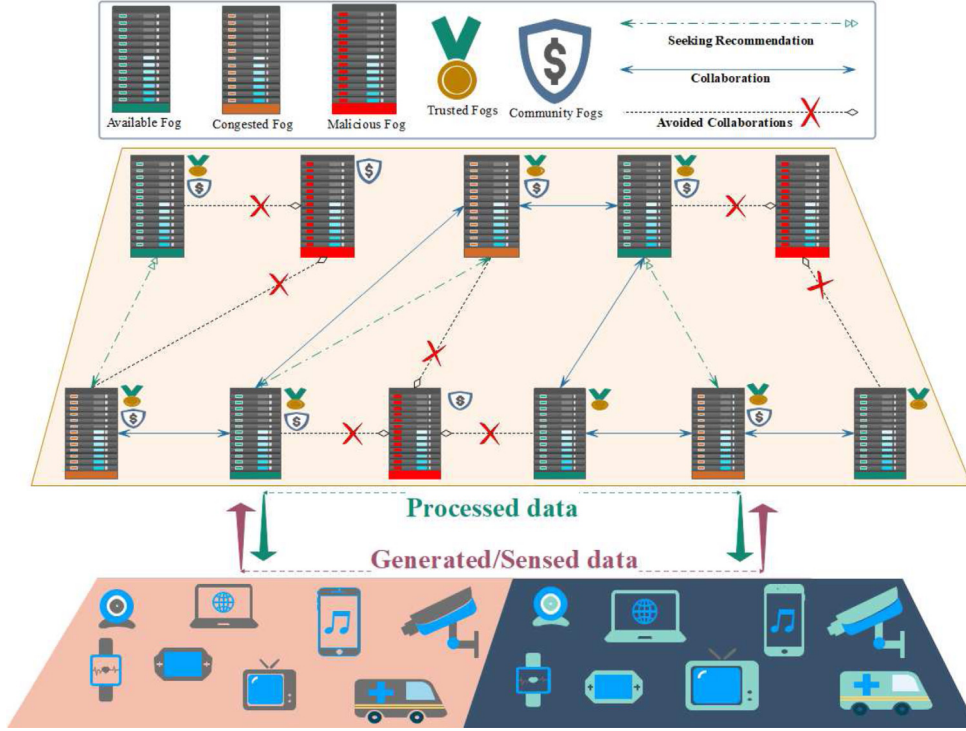 Seeking Recommendation
Collaboration
Avoided Collaborations
Available Fog
Congested Fog
Malicious Fog
Trusted Fogs
Community Fogs
$
$
$
$
$
$
$
$
$
Processed data
Generated/Sensed data